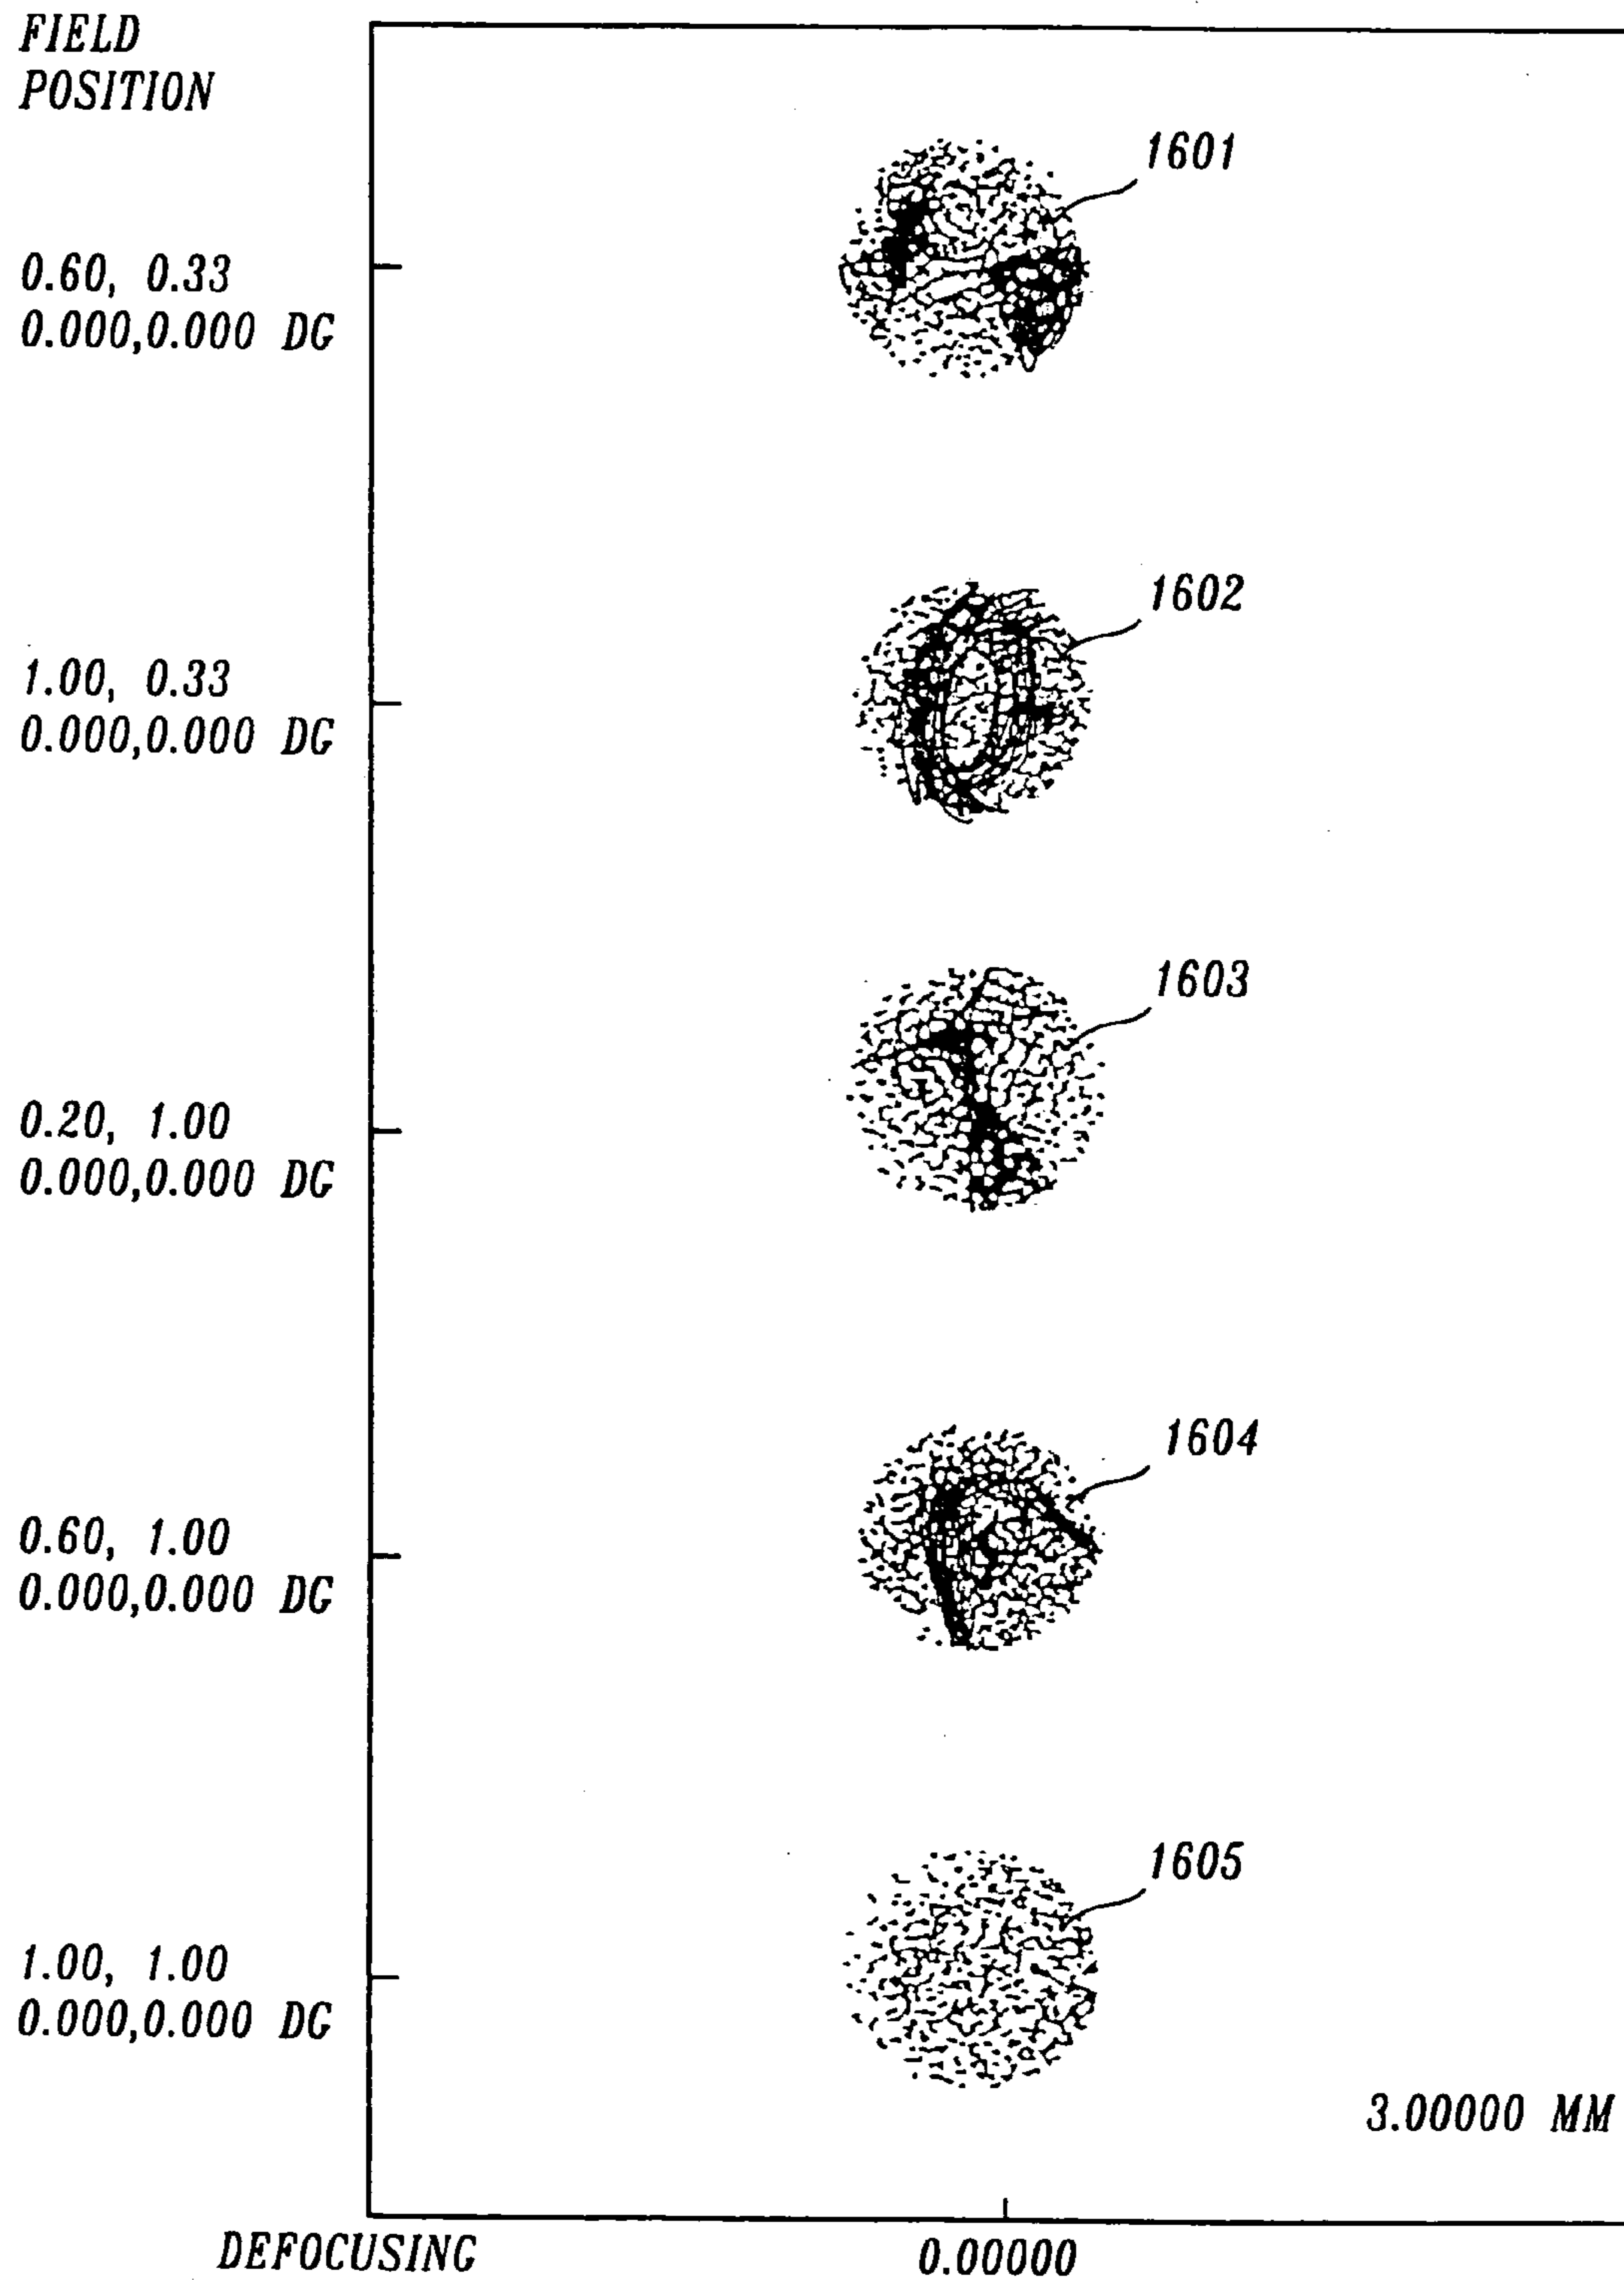 FIELD
POSITION
1601
0.60, 0.33
0.000,0.000 DG
1602
1.00, 0.33
0.000,0.000 DG
1603
0.20, 1.00
0.000,0.000 DG
1604
0.60, 1.00
0.000,0.000 DG
1605
1.00, 1.00
0.000,0.000 DG
3.00000 MM
DEFOCUSING
0.00000